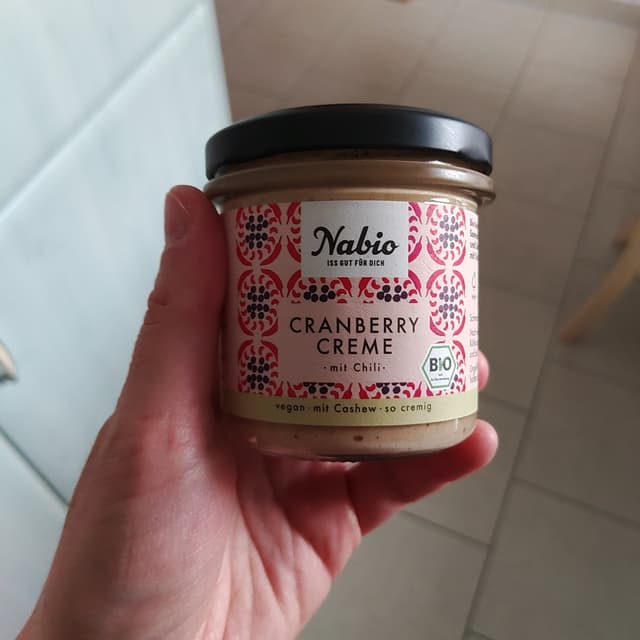 Nabio
ISS GUT FÜR DICH
CRANBERRY
CREME
· mit Chili ·
BIO
vegan · mit Cashew · so cremig